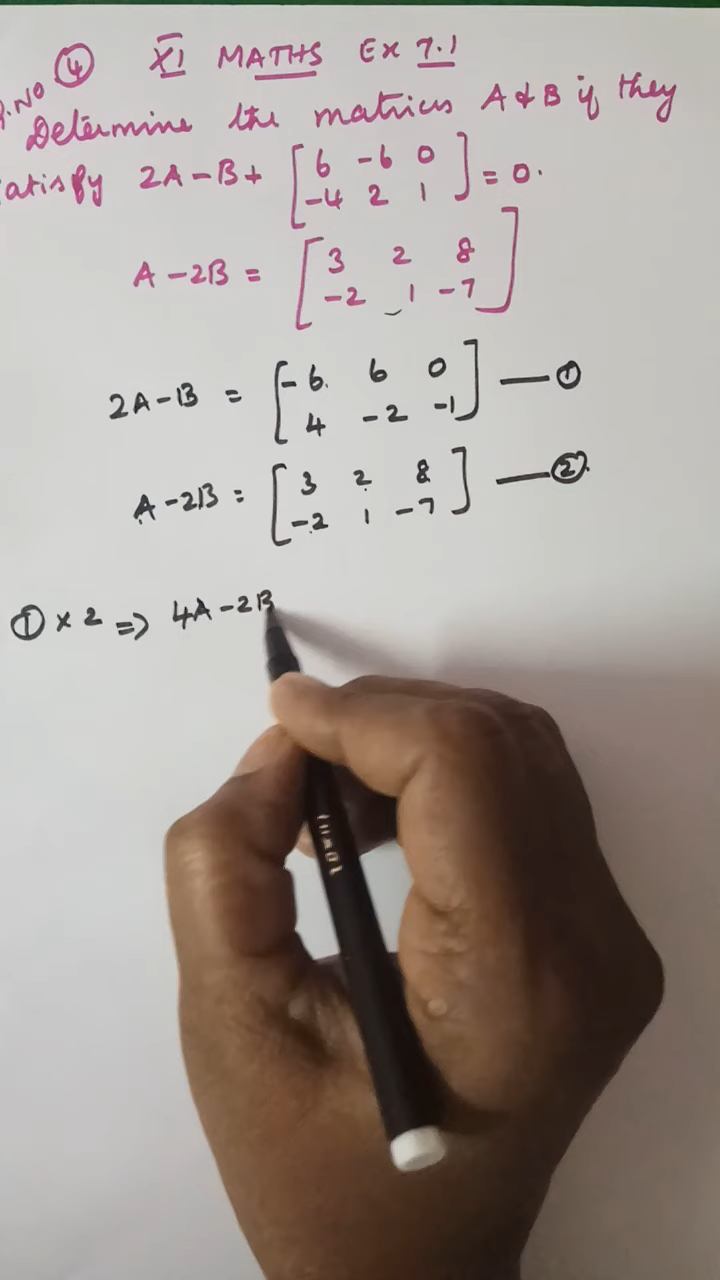 ④ XI MATHS Ex 7.1
Determine the matrices A & B if they
2A-B+ [6 -6 0
-4 2 1] = 0.
A-2B = [3 2 8
-2 1 -7]
2A-B = [-6 6 0
4 -2 -1] — ①
A-2B = [3 2 8
-2 1 -7] — ②
① × 2 => 4A-2B